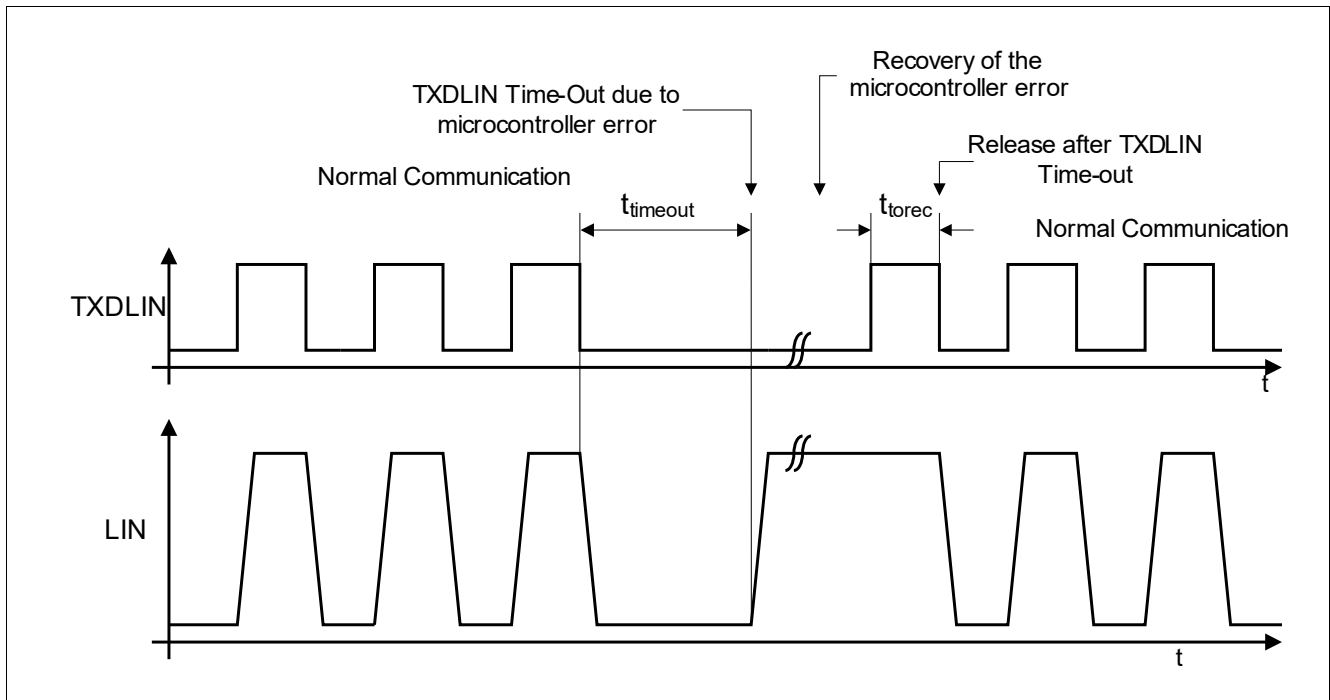 Recovery of the
microcontroller error
TXDLIN Time-Out due to
microcontroller error
Release after TXDLIN
Time-out
Normal Communication
ttimeout
ttorec
Normal Communication
TXDLIN
t
LIN
t